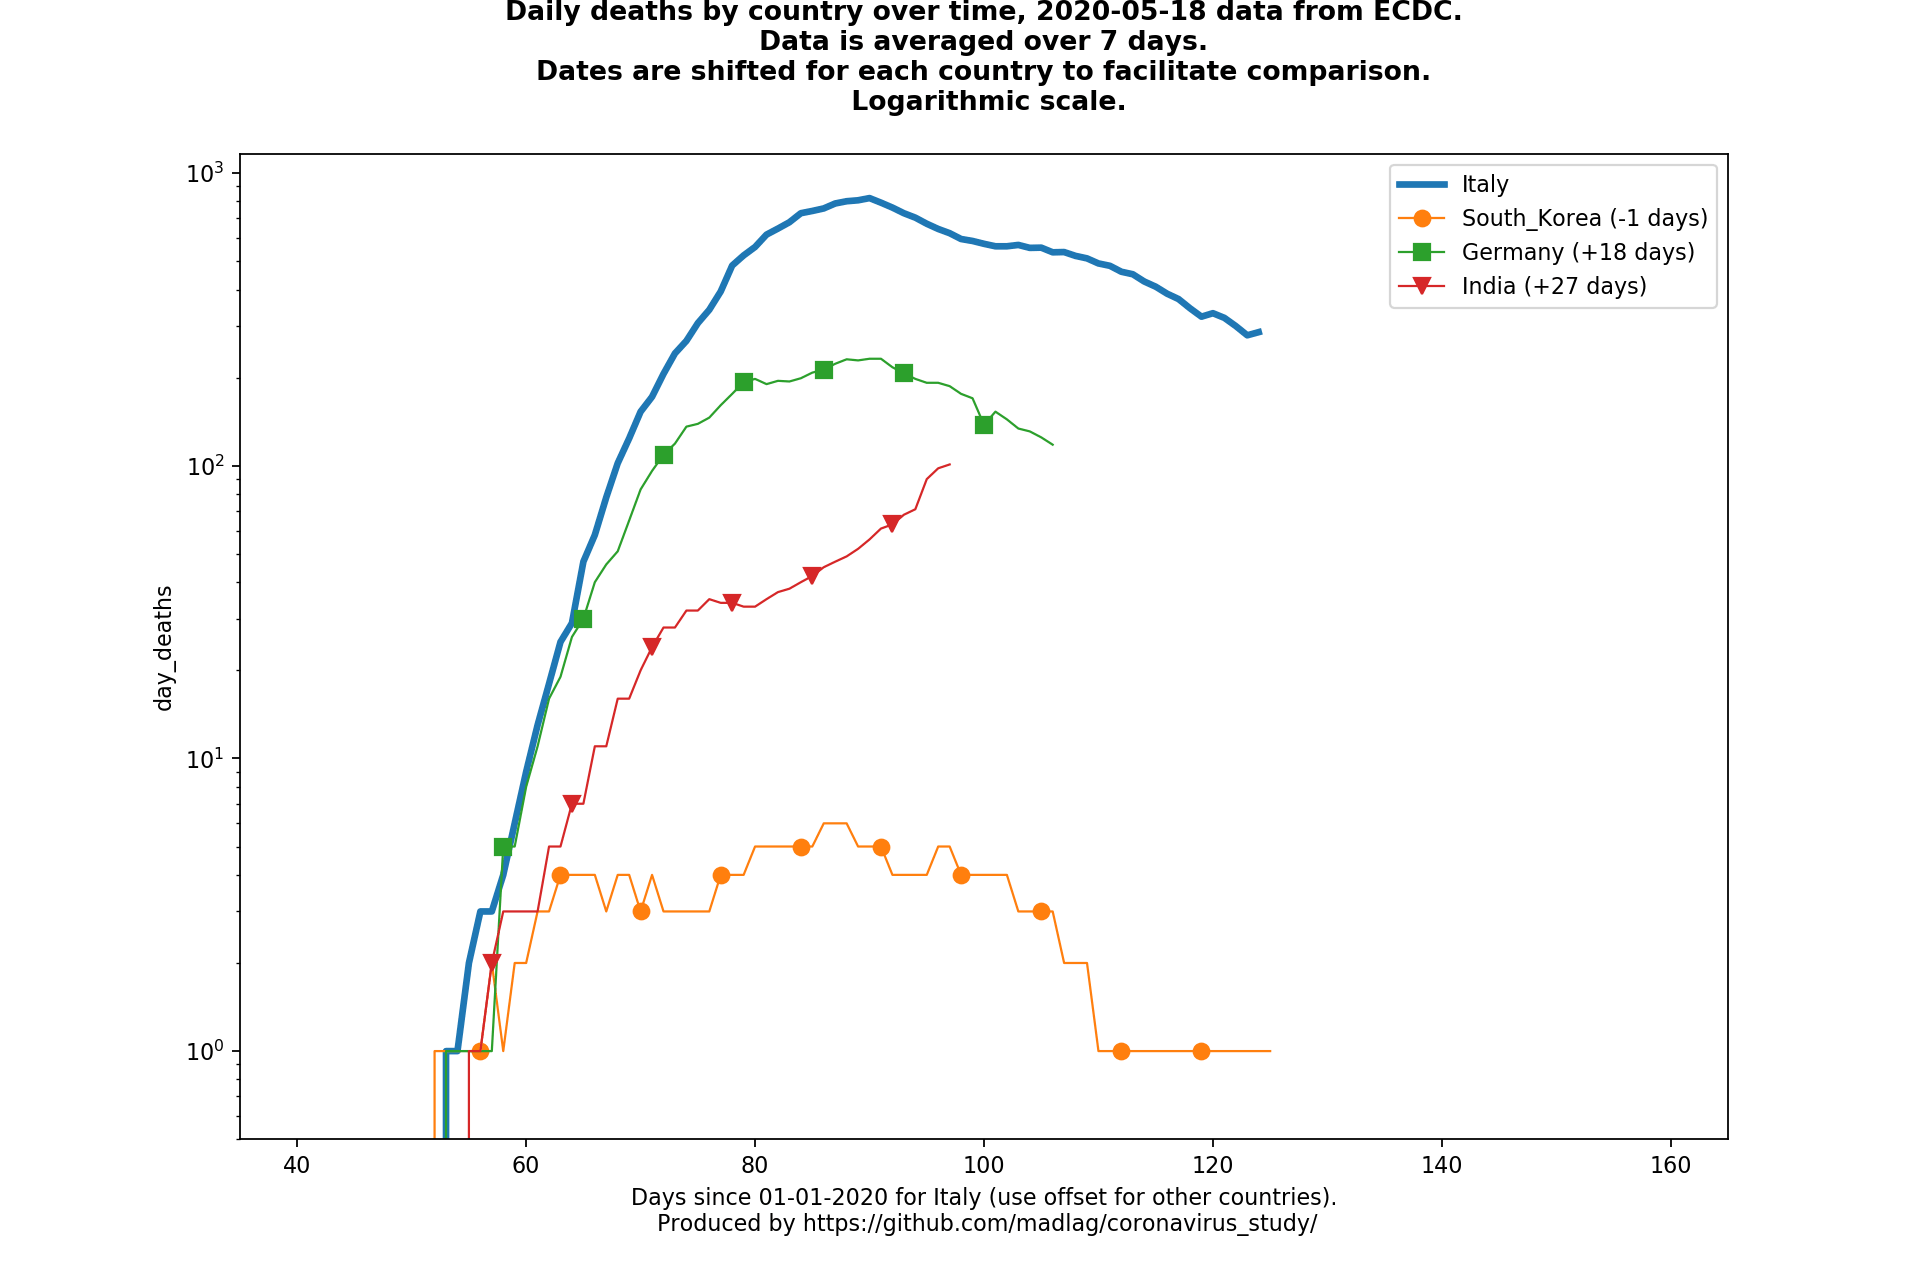 Daily deaths by country over time, 2020-05-18 data from ECDC.
Data is averaged over 7 days.
Dates are shifted for each country to facilitate comparison.
Logarithmic scale.
10³
10²
10¹
10⁰
day_deaths
Italy
South_Korea (-1 days)
Germany (+18 days)
India (+27 days)
40 60 80 100 120 140 160
Days since 01-01-2020 for Italy (use offset for other countries).
Produced by https://github.com/madlag/coronavirus_study/